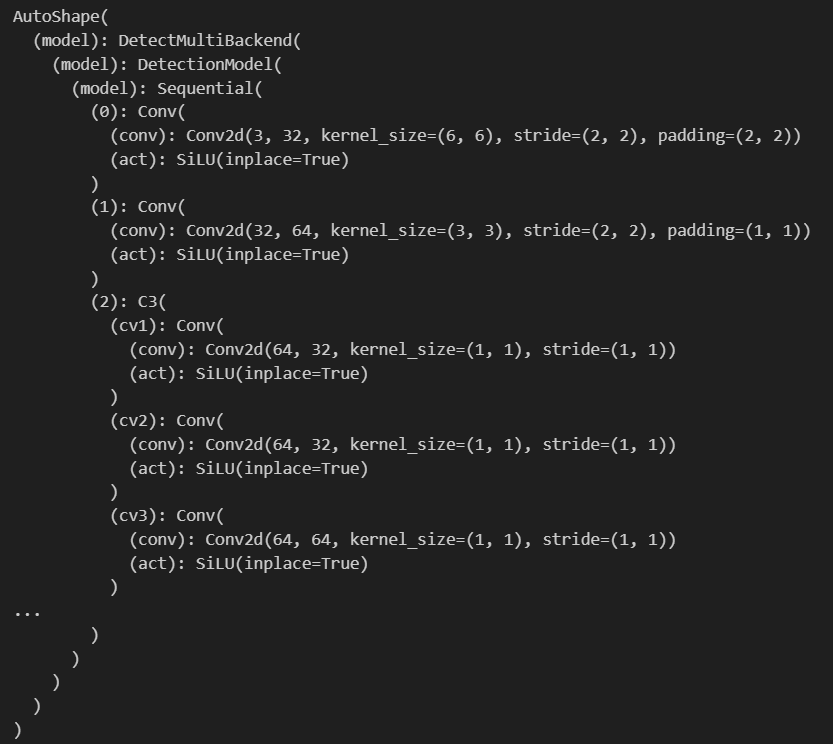 AutoShape(
  (model): DetectMultiBackend(
    (model): DetectionModel(
      (model): Sequential(
        (0): Conv(
          (conv): Conv2d(3, 32, kernel_size=(6, 6), stride=(2, 2), padding=(2, 2))
          (act): SiLU(inplace=True)
        )
        (1): Conv(
          (conv): Conv2d(32, 64, kernel_size=(3, 3), stride=(2, 2), padding=(1, 1))
          (act): SiLU(inplace=True)
        )
        (2): C3(
          (cv1): Conv(
            (conv): Conv2d(64, 32, kernel_size=(1, 1), stride=(1, 1))
            (act): SiLU(inplace=True)
          )
          (cv2): Conv(
            (conv): Conv2d(64, 32, kernel_size=(1, 1), stride=(1, 1))
            (act): SiLU(inplace=True)
          )
          (cv3): Conv(
            (conv): Conv2d(64, 64, kernel_size=(1, 1), stride=(1, 1))
            (act): SiLU(inplace=True)
          )
...
        )
      )
    )
  )
)